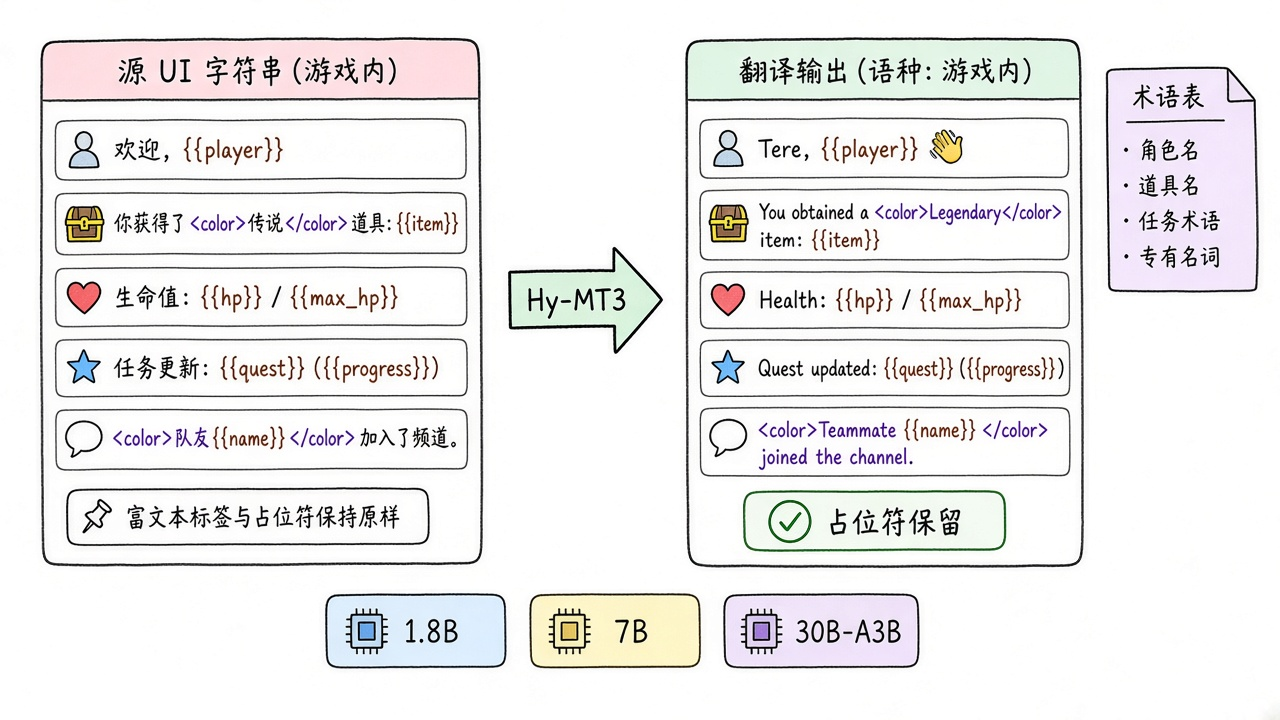 源 UI 字符串(游戏内)
欢迎, {{player}}
你获得了 <color>传说</color> 道具: {{item}}
生命值: {{hp}} / {{max_hp}}
任务更新: {{quest}} ({{progress}})
<color>队友{{name}}</color> 加入了频道。
富文本标签与占位符保持原样
Hy-MT3
翻译输出(语种: 游戏内)
Tere, {{player}} 👋
You obtained a <color>Legendary</color>
item: {{item}}
Health: {{hp}} / {{max_hp}}
Quest updated: {{quest}} ({{progress}})
<color>Teammate {{name}} </color>
joined the channel.
占位符保留
术语表
· 角色名
· 道具名
· 任务术语
· 专有名词
1.8B
7B
30B-A3B